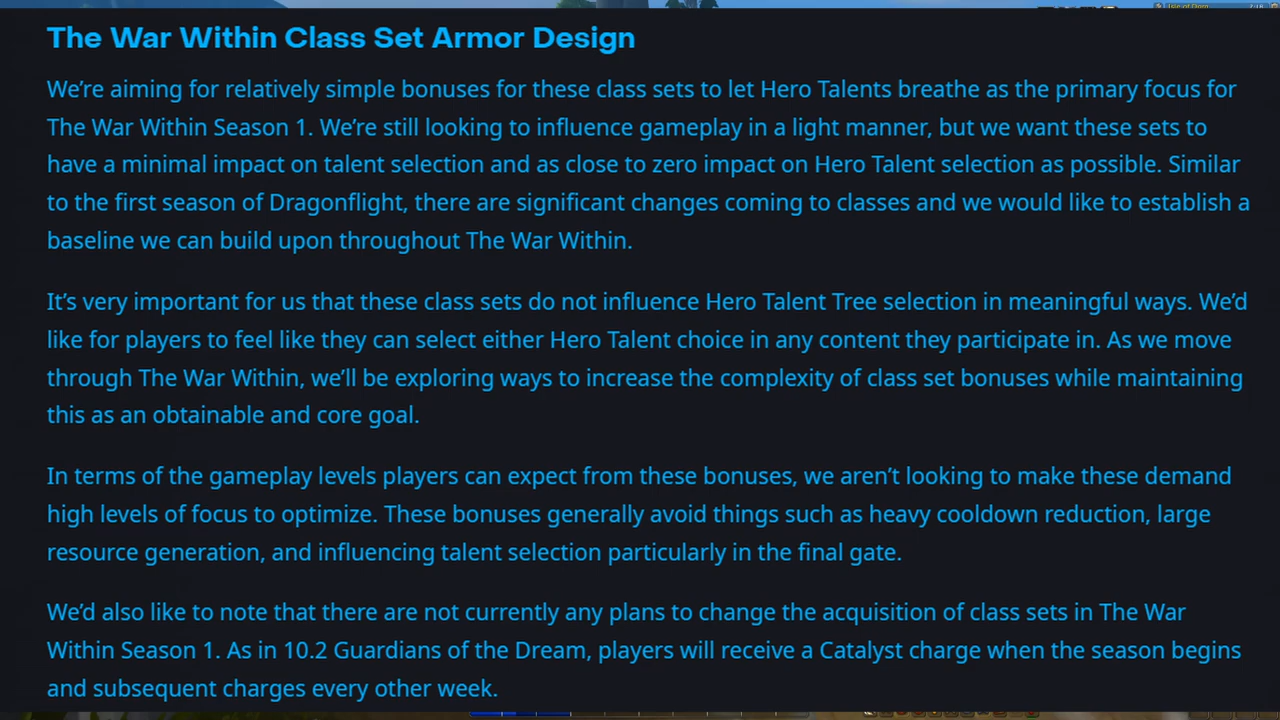 The War Within Class Set Armor Design
We’re aiming for relatively simple bonuses for these class sets to let Hero Talents breathe as the primary focus for
The War Within Season 1. We’re still looking to influence gameplay in a light manner, but we want these sets to
have a minimal impact on talent selection and as close to zero impact on Hero Talent selection as possible. Similar
to the first season of Dragonflight, there are significant changes coming to classes and we would like to establish a
baseline we can build upon throughout The War Within.
It’s very important for us that these class sets do not influence Hero Talent Tree selection in meaningful ways. We’d
like for players to feel like they can select either Hero Talent choice in any content they participate in. As we move
through The War Within, we’ll be exploring ways to increase the complexity of class set bonuses while maintaining
this as an obtainable and core goal.
In terms of the gameplay levels players can expect from these bonuses, we aren’t looking to make these demand
high levels of focus to optimize. These bonuses generally avoid things such as heavy cooldown reduction, large
resource generation, and influencing talent selection particularly in the final gate.
We’d also like to note that there are not currently any plans to change the acquisition of class sets in The War
Within Season 1. As in 10.2 Guardians of the Dream, players will receive a Catalyst charge when the season begins
and subsequent charges every other week.